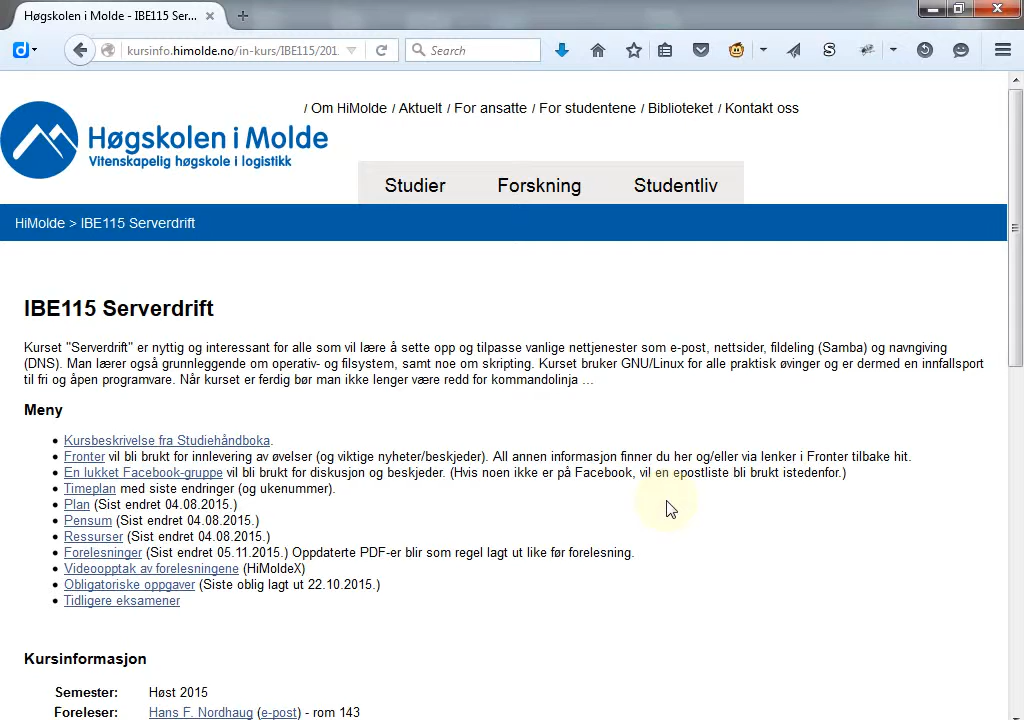 Høgskolen i Molde - IBE115 Ser...
kursinfo.himolde.no/in-kurs/IBE115/201
Search
/ Om HiMolde / Aktuelt / For ansatte / For studentene / Biblioteket / Kontakt oss
Høgskolen i Molde
Vitenskapelig høgskole i logistikk
Studier Forskning Studentliv
HiMolde > IBE115 Serverdrift
IBE115 Serverdrift
Kurset "Serverdrift" er nyttig og interessant for alle som vil lære å sette opp og tilpasse vanlige nettjenester som e-post, nettsider, fildeling (Samba) og navngiving
(DNS). Man lærer også grunnleggende om operativ- og filsystem, samt noe om skripting. Kurset bruker GNU/Linux for alle praktisk øvinger og er dermed en innfallsport
til fri og åpen programvare. Når kurset er ferdig bør man ikke lenger være redd for kommandolinja ...
Meny
Kursbeskrivelse fra Studiehåndboka.
Fronter vil bli brukt for innlevering av øvelser (og viktige nyheter/beskjeder). All annen informasjon finner du her og/eller via lenker i Fronter tilbake hit.
En lukket Facebook-gruppe vil bli brukt for diskusjon og beskjeder. (Hvis noen ikke er på Facebook, vil en epostliste bli brukt istedenfor.)
Timeplan med siste endringer (og ukenummer).
Plan (Sist endret 04.08.2015.)
Pensum (Sist endret 04.08.2015.)
Ressurser (Sist endret 04.08.2015.)
Forelesninger (Sist endret 05.11.2015.) Oppdaterte PDF-er blir som regel lagt ut like før forelesning.
Videoopptak av forelesningene (HiMoldeX)
Obligatoriske oppgaver (Siste oblig lagt ut 22.10.2015.)
Tidligere eksamener
Kursinformasjon
Semester: Høst 2015
Foreleser: Hans F. Nordhaug (e-post) - rom 143